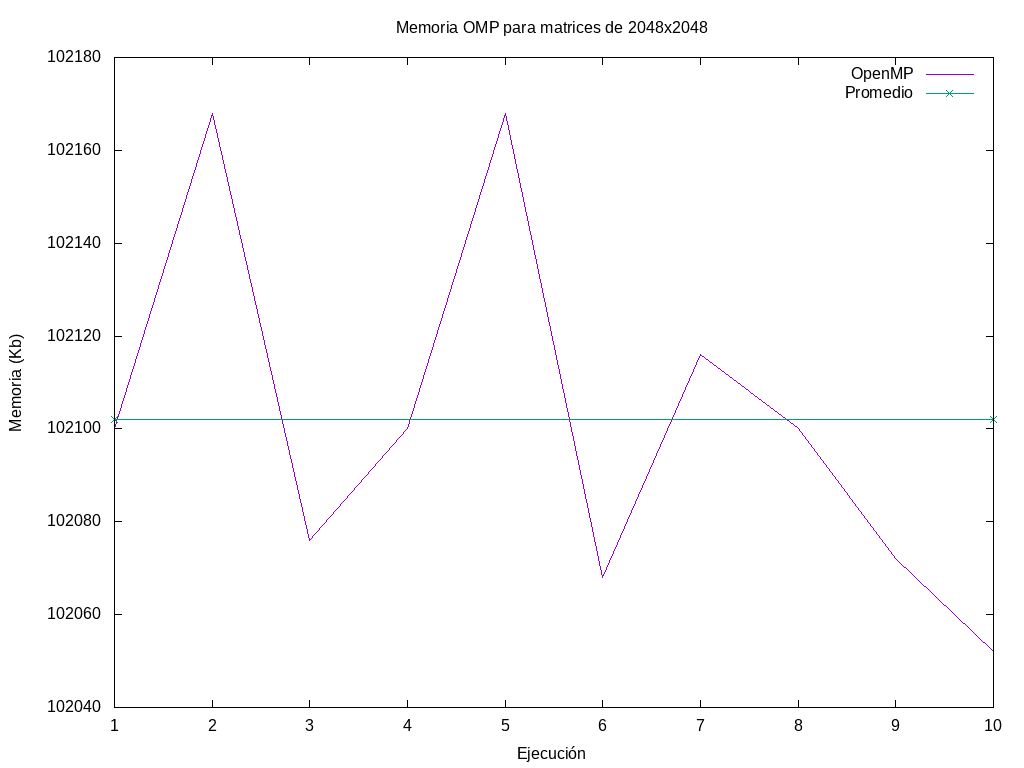 Memoria OMP para matrices de 2048x2048
OpenMP
Promedio
102180
102160
102140
102120
102100
102080
102060
102040
Memoria (Kb)
1 2 3 4 5 6 7 8 9 10
Ejecución